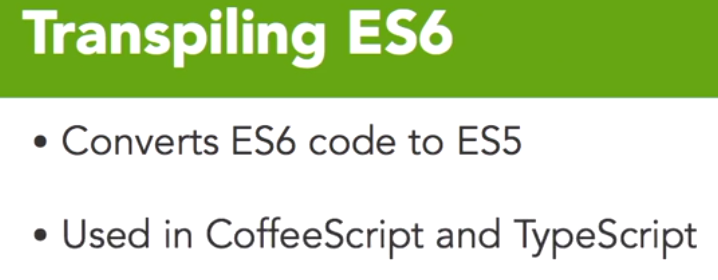 Transpiling ES6
• Converts ES6 code to ES5
• Used in CoffeeScript and TypeScript